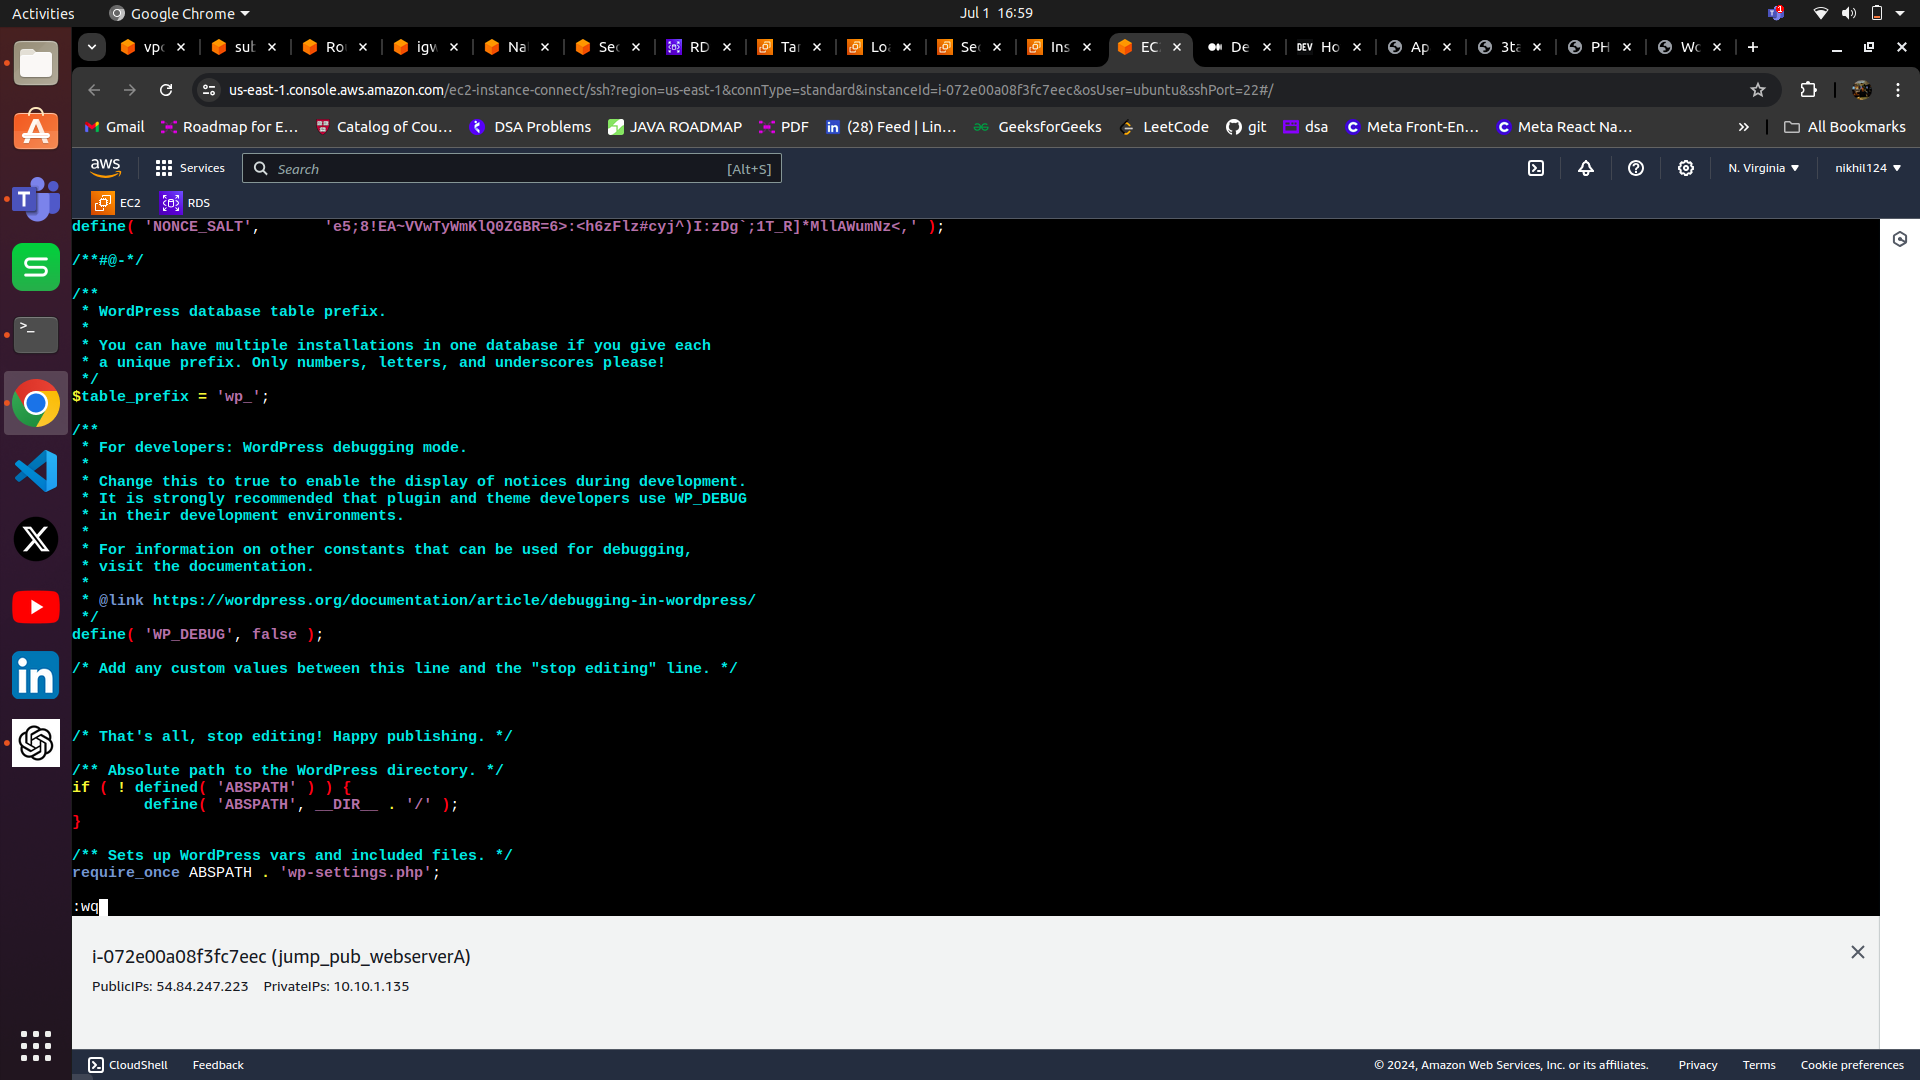 Activities Google Chrome Jul 1 16:59 1
vpc sub Ro igw Na Sec RD Tar Loa Sec Ins EC DE De DEV Ho Ap 3ta PH Wo
us-east-1.console.aws.amazon.com/ec2-instance-connect/ssh?region=us-east-1&connType=standard&instanceId=i-072e00a08f3fc7eec&osUser=ubuntu&sshPort=22#/
Gmail Roadmap for E... Catalog of Cou... DSA Problems JAVA ROADMAP PDF (28) Feed | Lin... GeeksforGeeks LeetCode git dsa Meta Front-En... Meta React Na... » All Bookmarks
aws Services Search [Alt+S] N. Virginia nikhil124
EC2 RDS
define( 'NONCE_SALT',       'e5;8!EA~VVwTyWmKlQ0ZGBR=6>:<h6zFlz#cyj^)I:zDg`;1T_R]*MllAWumNz<,' );
/**#@-*/
/**
* WordPress database table prefix.
*
* You can have multiple installations in one database if you give each
* a unique prefix. Only numbers, letters, and underscores please!
*/
$table_prefix = 'wp_';
/**
* For developers: WordPress debugging mode.
*
* Change this to true to enable the display of notices during development.
* It is strongly recommended that plugin and theme developers use WP_DEBUG
* in their development environments.
*
* For information on other constants that can be used for debugging,
* visit the documentation.
*
* @link https://wordpress.org/documentation/article/debugging-in-wordpress/
*/
define( 'WP_DEBUG', false );
/* Add any custom values between this line and the "stop editing" line. */
/* That's all, stop editing! Happy publishing. */
/** Absolute path to the WordPress directory. */
if ( ! defined( 'ABSPATH' ) ) {
define( 'ABSPATH', __DIR__ . '/' );
}
/** Sets up WordPress vars and included files. */
require_once ABSPATH . 'wp-settings.php';
:wq
i-072e00a08f3fc7eec (jump_pub_webserverA)
PublicIPs: 54.84.247.223 PrivateIPs: 10.10.1.135
CloudShell Feedback © 2024, Amazon Web Services, Inc. or its affiliates. Privacy Terms Cookie preferences